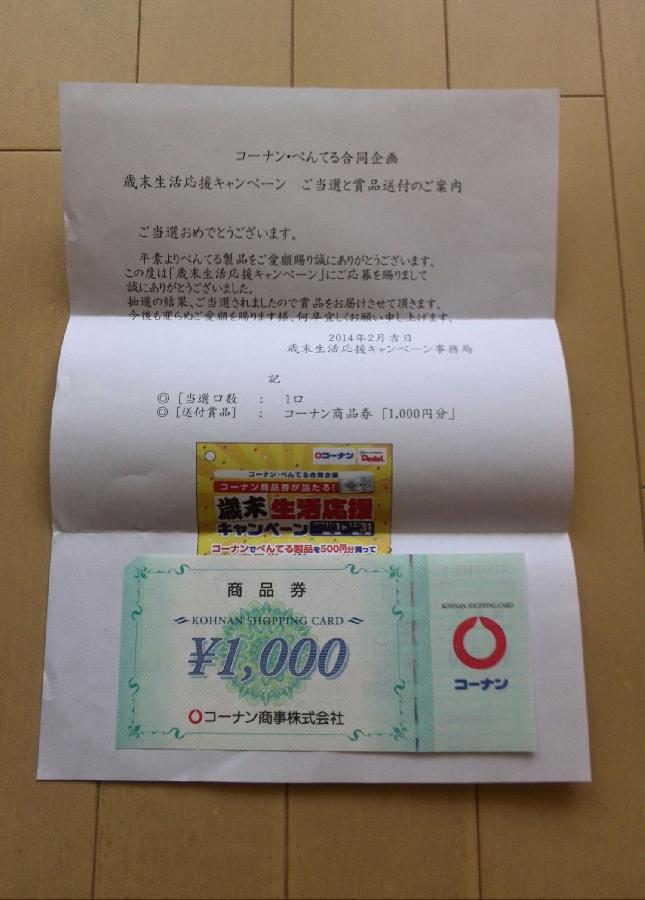 コーナン・ぺんてる合同企画
歳末生活応援キャンペーン　ご当選と賞品送付のご案内
ご当選おめでとうございます。
平素よりぺんてる製品をご愛顧賜り誠にありがとうございます。
この度は「歳末生活応援キャンペーン」にご応募を賜りまして
誠にありがとうございました。
抽選の結果、ご当選されましたので賞品をお届けさせて頂きます。
今後も変らぬご愛顧を賜ります様、何卒宜しくお願い申し上げます。
2014年2月吉日
歳末生活応援キャンペーン事務局
記
◎ [当選口数　：　1口
◎ [送付賞品]　：　コーナン商品券「1,000円分」
コーナン Pentel
コーナン・ぺんてる合同企画
コーナン商品券が当たる!
歳末 生活応援
キャンペーン 11/1▶12/31
コーナンでぺんてる製品を500円分買って
商品券
KOHNAN SHOPPING CARD
¥1,000
コーナン商事株式会社
KOHNAN SHOPPING CARD
コーナン